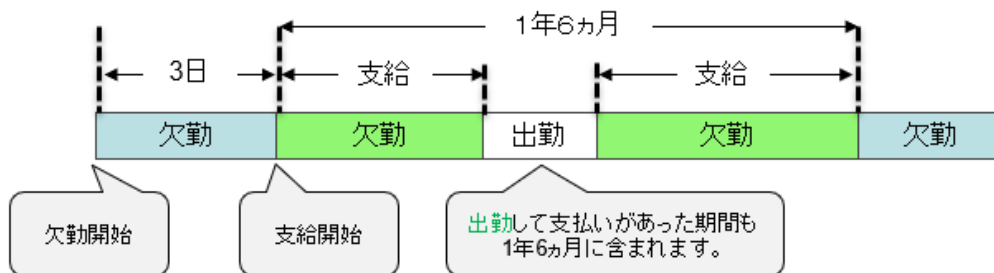 1年6ヵ月
3日
支給
支給
欠勤
欠勤
出勤
欠勤
欠勤
欠勤開始
支給開始
出勤して支払いがあった期間も
1年6ヵ月に含まれます。